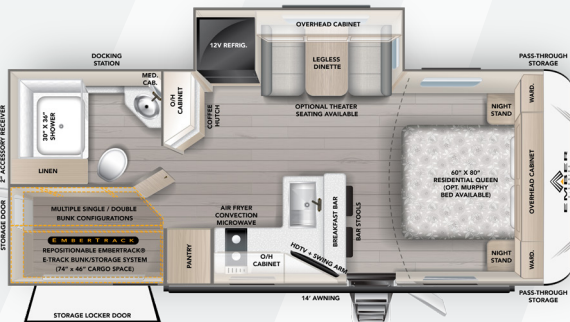 OVERHEAD CABINET
12V REFRIG.
LEGLESS
DINETTE
OPTIONAL THEATER
SEATING AVAILABLE
DOCKING
STATION
MED.
CAB.
O/H
CABINET
COFFEE
HUTCH
30" X 36"
SHOWER
LINEN
2" ACCESSORY RECEIVER
STORAGE DOOR
MULTIPLE SINGLE / DOUBLE
BUNK CONFIGURATIONS
EMBERTRACK
REPOSITIONABLE EMBERTRACK®
E-TRACK BUNK/STORAGE SYSTEM
(74" x 46" CARGO SPACE)
STORAGE LOCKER DOOR
PANTRY
AIR FRYER
CONVECTION
MICROWAVE
O/H
CABINET
BREAKFAST BAR
BAR STOOLS
HDTV + SWING ARM
14' AWNING
PASS-THROUGH
STORAGE
WARD.
NIGHT
STAND
60" X 80"
RESIDENTIAL QUEEN
(OPT. MURPHY
BED AVAILABLE)
OVERHEAD CABINET
NIGHT
STAND
WARD.
PASS-THROUGH
STORAGE
EMBER